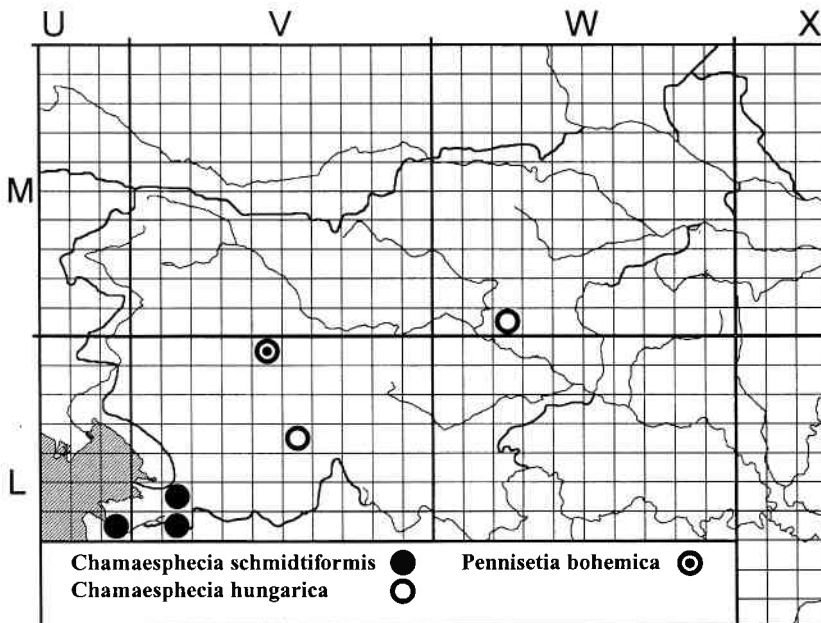 U V W X
M
L
Chamaesphecia schmidtiformis Pennisetia bohemica
Chamaesphecia hungarica